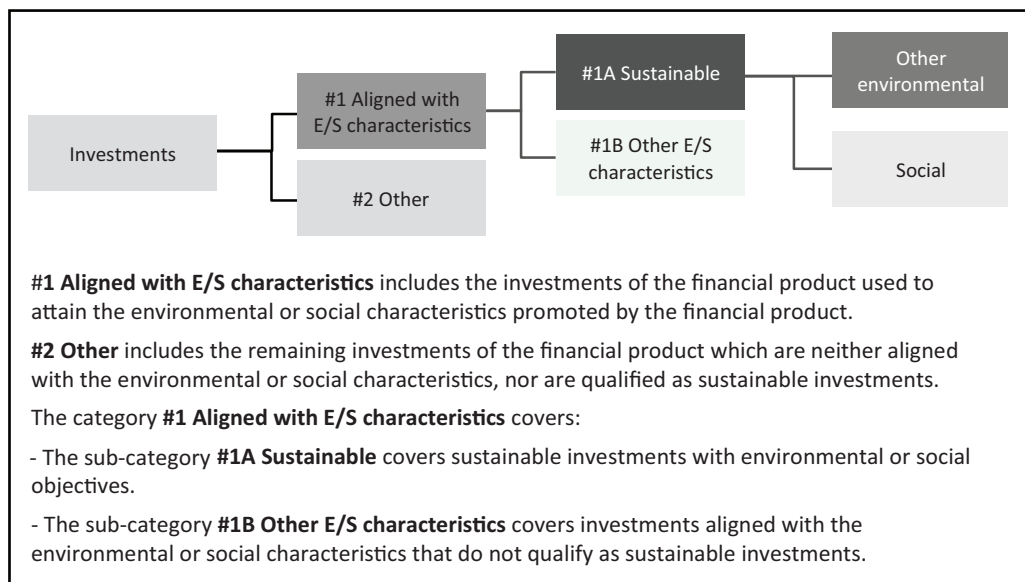 Investments
#1 Aligned with
E/S characteristics
#2 Other
#1A Sustainable
#1B Other E/S
characteristics
Other
environmental
Social
#1 Aligned with E/S characteristics includes the investments of the financial product used to
attain the environmental or social characteristics promoted by the financial product.
#2 Other includes the remaining investments of the financial product which are neither aligned
with the environmental or social characteristics, nor are qualified as sustainable investments.
The category #1 Aligned with E/S characteristics covers:
- The sub-category #1A Sustainable covers sustainable investments with environmental or social
objectives.
- The sub-category #1B Other E/S characteristics covers investments aligned with the
environmental or social characteristics that do not qualify as sustainable investments.